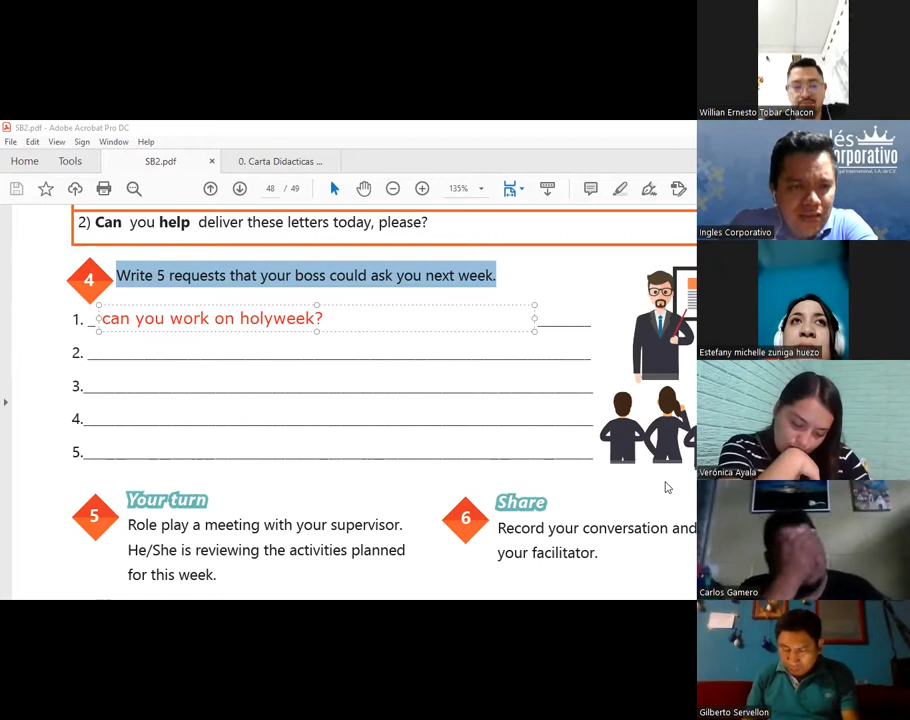 SB2.pdf - Adobe Acrobat Pro DC
File Edit View Sign Window Help
Home Tools SB2.pdf × 0. Carta Didacticas ...
48 / 49 135%
2) Can you help deliver these letters today, please?
4 Write 5 requests that your boss could ask you next week.
1. can you work on holyweek?
2.
3.
4.
5.
5 Your turn
Role play a meeting with your supervisor.
He/She is reviewing the activities planned
for this week.
6 Share
Record your conversation and
your facilitator.
Willian Ernesto Tobar Chacon
lés
orporativo
Ingles Corporativo
Estefany michelle zuniga huezo
Verónica Ayala
Carlos Gamero
Gilberto Servellon